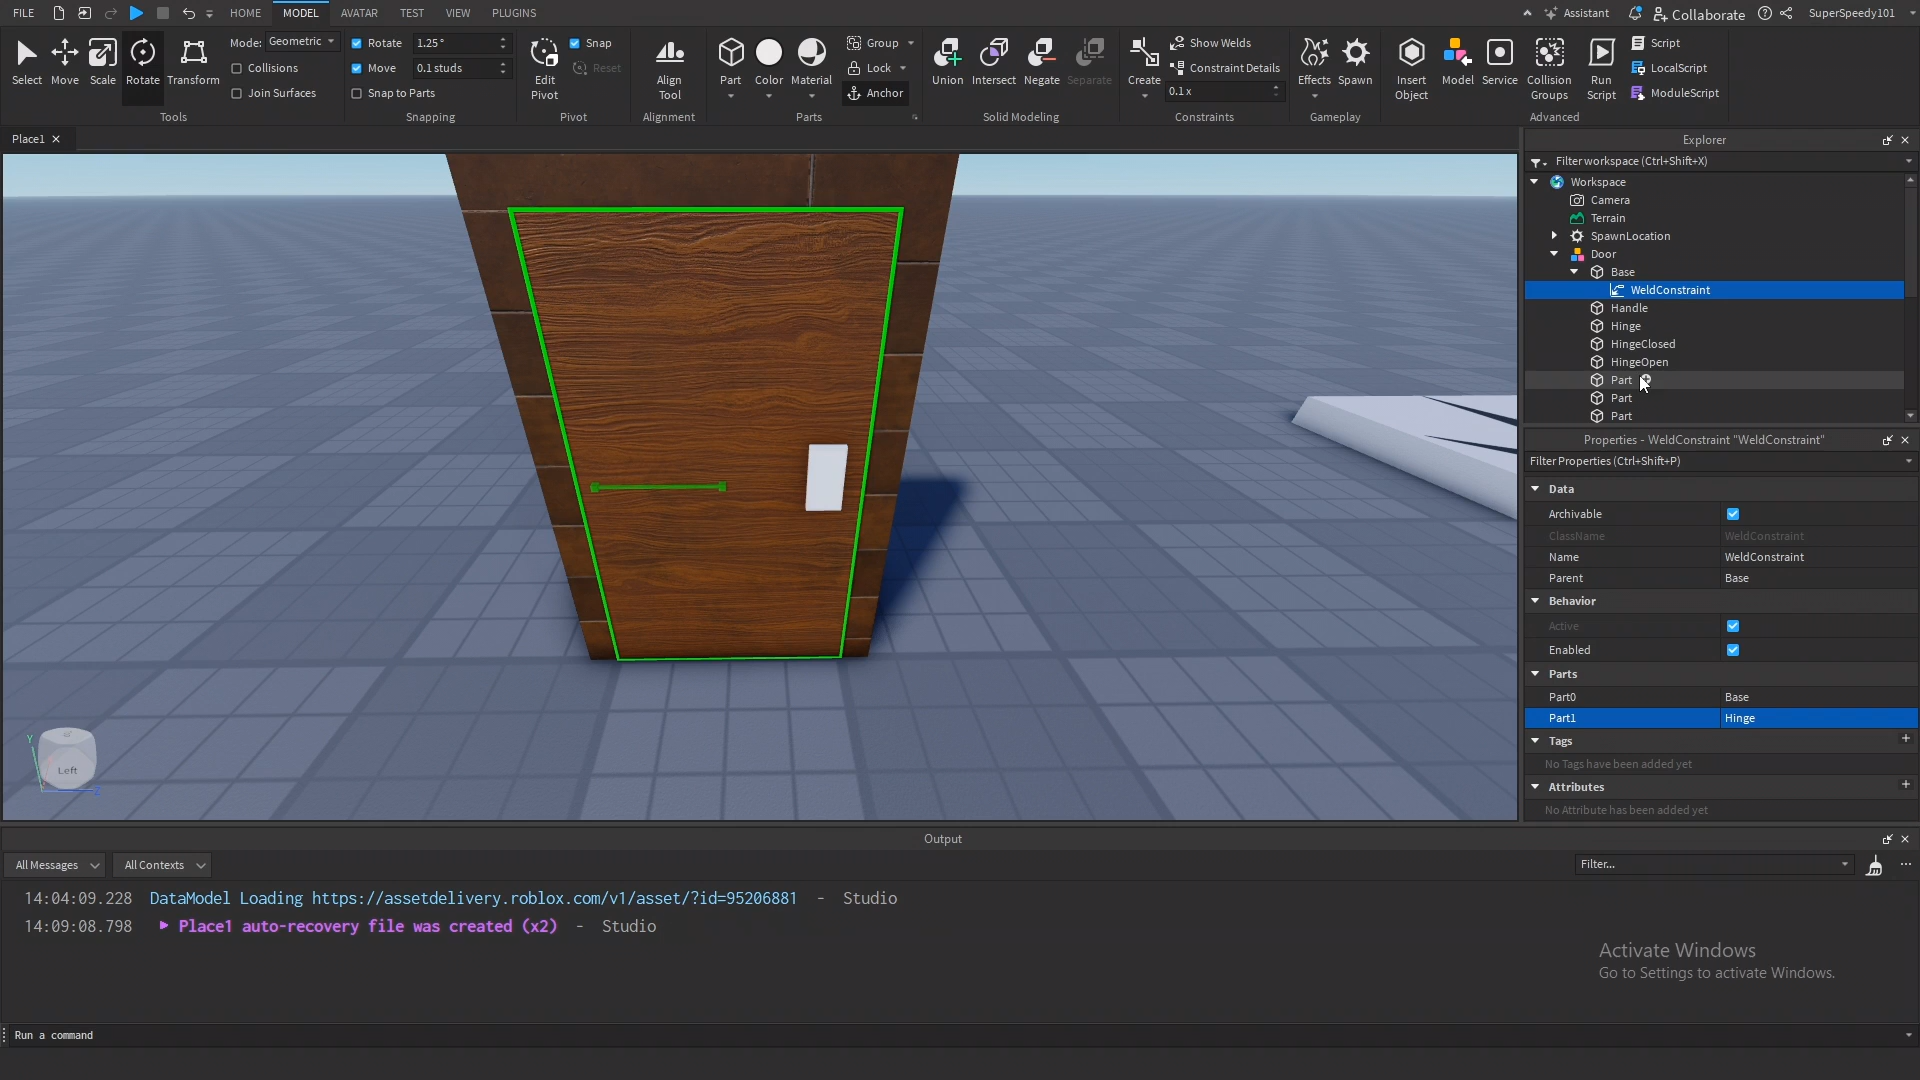 FILE HOME MODEL AVATAR TEST VIEW PLUGINS Assistant Collaborate SuperSpeedy101
Select Move Scale Rotate Transform
Mode: Geometric
Collisions
Join Surfaces
Tools
Rotate 1.25°
Move 0.1 studs
Snap to Parts
Snapping
Edit Pivot
Snap
Reset
Pivot
Align Tool
Alignment
Part Color Material
Group
Lock
Anchor
Parts
Union Intersect Negate Separate
Solid Modeling
Create
Show Welds
Constraint Details
0.1 x
Constraints
Effects Spawn
Gameplay
Insert Object
Model
Service
Collision Groups
Run Script
Script
LocalScript
ModuleScript
Advanced
Place1
Explorer
Filter workspace (Ctrl+Shift+X)
Workspace
Camera
Terrain
SpawnLocation
Door
Base
WeldConstraint
Handle
Hinge
HingeClosed
HingeOpen
Part
Part
Part
Properties - WeldConstraint "WeldConstraint"
Filter Properties (Ctrl+Shift+P)
Data
Archivable
ClassName WeldConstraint
Name WeldConstraint
Parent Base
Behavior
Active
Enabled
Parts
Part0 Base
Part1 Hinge
Tags
No Tags have been added yet
Attributes
No Attribute has been added yet
Y
Left
Z
Output
All Messages All Contexts Filter...
14:04:09.228 DataModel Loading https://assetdelivery.roblox.com/v1/asset/?id=95206881 - Studio
14:09:08.798 Place1 auto-recovery file was created (x2) - Studio
Activate Windows
Go to Settings to activate Windows.
Run a command